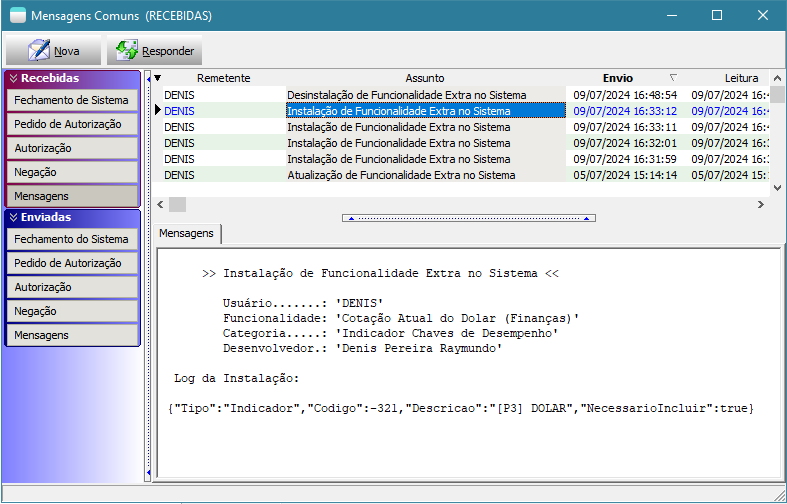 Mensagens Comuns (RECEBIDAS)
Nova
Responder
Recebidas
Fechamento de Sistema
Pedido de Autorização
Autorização
Negação
Mensagens
Enviadas
Fechamento do Sistema
Pedido de Autorização
Autorização
Negação
Mensagens
Remetente Assunto Envio Leitura
DENIS Desinstalação de Funcionalidade Extra no Sistema 09/07/2024 16:48:54 09/07/2024 16:
DENIS Instalação de Funcionalidade Extra no Sistema 09/07/2024 16:33:12 09/07/2024 16:
DENIS Instalação de Funcionalidade Extra no Sistema 09/07/2024 16:33:11 09/07/2024 16:
DENIS Instalação de Funcionalidade Extra no Sistema 09/07/2024 16:32:01 09/07/2024 16:
DENIS Instalação de Funcionalidade Extra no Sistema 09/07/2024 16:31:59 09/07/2024 16:
DENIS Atualização de Funcionalidade Extra no Sistema 05/07/2024 15:14:14 05/07/2024 15:
Mensagens
>> Instalação de Funcionalidade Extra no Sistema <<
Usuário.......: 'DENIS'
Funcionalidade: 'Cotação Atual do Dolar (Finanças)'
Categoria.....: 'Indicador Chaves de Desempenho'
Desenvolvedor.: 'Denis Pereira Raymundo'
Log da Instalação:
{"Tipo":"Indicador","Codigo":-321,"Descricao":"[P3] DOLAR","NecessarioIncluir":true}